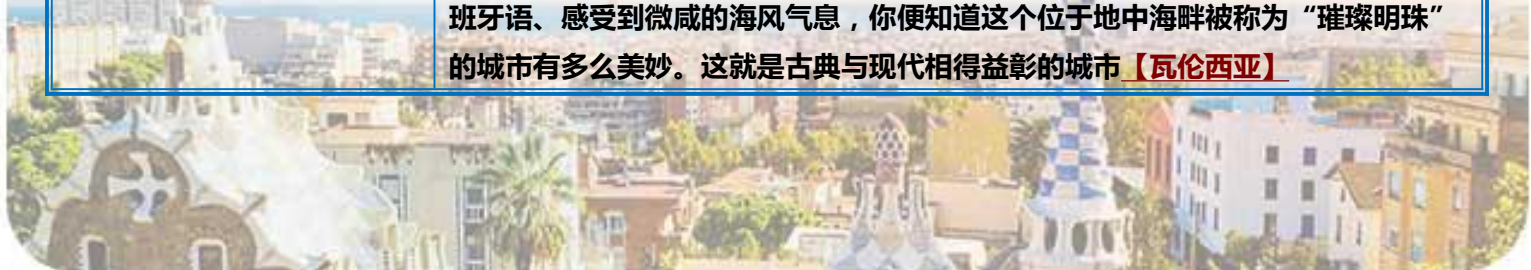 班牙语、感受到微咸的海风气息，你便知道这个位于地中海畔被称为“璀璨明珠”
的城市有多么美妙。这就是古典与现代相得益彰的城市【瓦伦西亚】